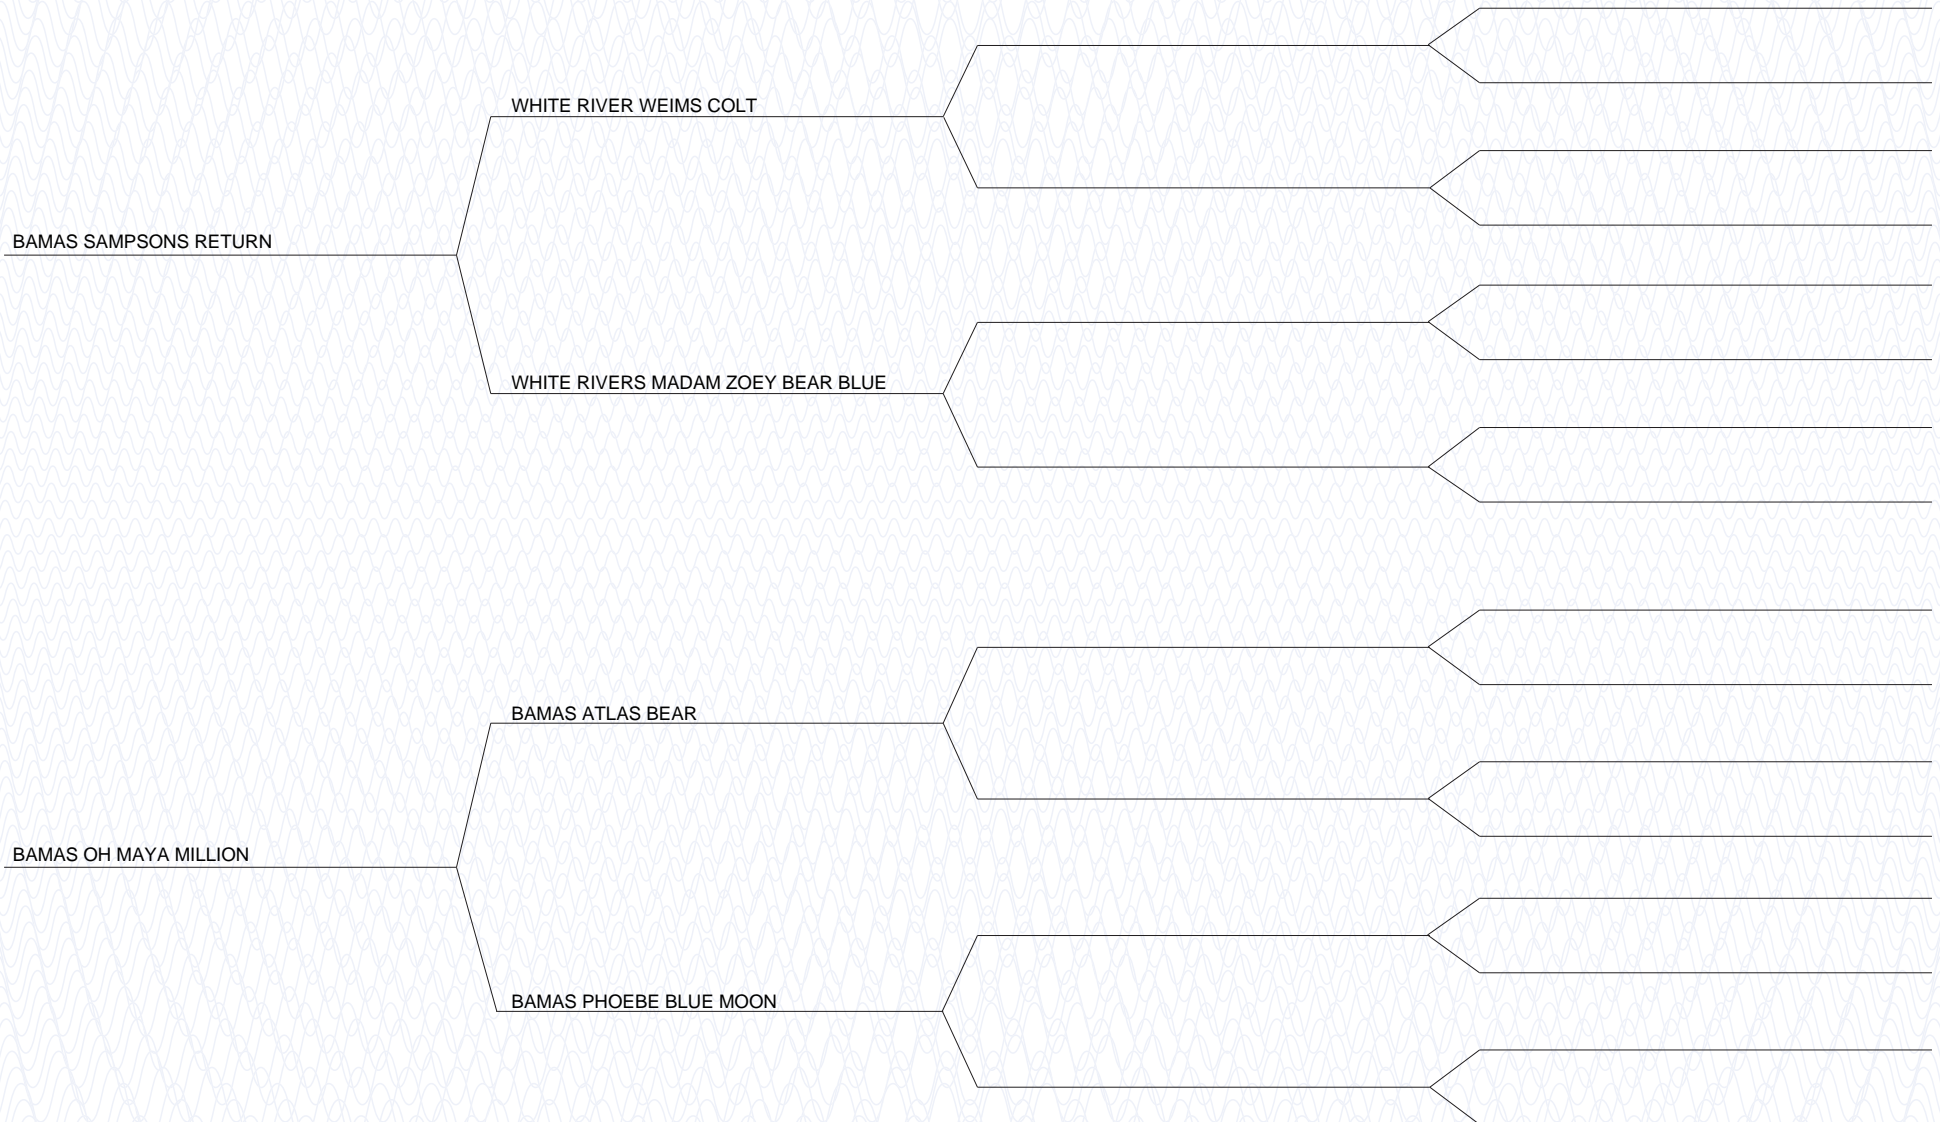 WHITE RIVER WEIMS COLT
BAMAS SAMPSONS RETURN
WHITE RIVERS MADAM ZOEY BEAR BLUE
BAMAS ATLAS BEAR
BAMAS OH MAYA MILLION
BAMAS PHOEBE BLUE MOON